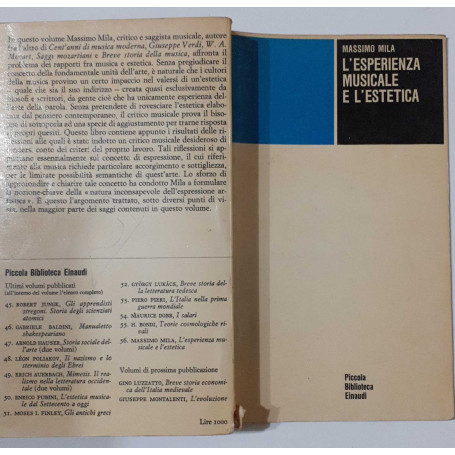 In questo volume Massimo Mila, critico e saggista musicale, autore
fra l'altro di Cent'anni di musica moderna, Giuseppe Verdi, W. A.
Mozart, Saggi mozartiani e Breve storia della musica, affronta
problema dei rapporti fra musica e estetica. Senza pregiudicare il
concetto della fondamentale unità dell'arte, è naturale che i cultori
della musica provino un certo impaccio nel valersi di un'estetica
quale che sia il suo indirizzo – creata quasi esclusivamente da
filosofi e scrittori, da gente cioè che ha unicamente esperienza del-
l'arte della parola. Senza pretendere di rovesciare l'estetica elabo-
rata dal pensiero contemporaneo, il critico musicale prova il biso-
gno di sottoporla ad una specie di aggiustamento per trarne risposta
ai propri quesiti. Questo libro contiene appunto i risultati delle ri-
flessioni alle quali è stato indotto un critico musicale desideroso di
rendersi conto dei criteri del proprio lavoro. Tali riflessioni si ap-
puntano essenzialmente sul concetto di espressione, il cui riferi-
mento alla musica richiede particolare accorgimento e sottigliezza,
per le limitate possibilità semantiche di quest'arte. Lo sforzo di
approfondire e chiarire tale concetto ha condotto Mila a formulare
la nozione-chiave della « natura inconsapevole dell'espressione ar-
tistica ». È questo l'argomento trattato, sotto diversi punti di vi-
sta, nella maggior parte dei saggi contenuti in questo volume.
Piccola Biblioteca Einaudi
Ultimi volumi pubblicati
(all'interno del volume l'elenco completo)
45. ROBERT JUNGK, Gli apprendisti
stregoni. Storia degli scienziati
atomici
46. GABRIELE BALDINI, Manualetto
shakespeariano
47. ARNOLD HAUSER, Storia sociale del-
l'arte (due volumi)
48. LÉON POLIAKOV, Il nazismo e lo
sterminio degli Ebrei
49. ERICH AUERBACH, Mimesis. Il rea-
lismo nella letteratura occiden-
tale (due volumi)
50. ENRICO FUBINI, L'estetica musica-
le dal Settecento a oggi
51. MOSES I. FINLEY, Gli antichi greci
52. GYÖRGY LUKÁCS, Breve storia del-
la letteratura tedesca
53. PIERO PIERI, L'Italia nella prima
guerra mondiale
54. MAURICE DOBB, I salari
55. H. BONDI, Teorie cosmologiche ri-
vali
56. MASSIMO MILA, L'esperienza mu-
sicale e l'estetica
Volumi di prossima pubblicazione
GINO LUZZATTO, Breve storia economi-
ca dell'Italia medievale
GIUSEPPE MONTALENTI, L'evoluzione
Lire 1000
MASSIMO MILA
L'ESPERIENZA
MUSICALE
E L'ESTETICA
Piccola
Biblioteca
Einaudi